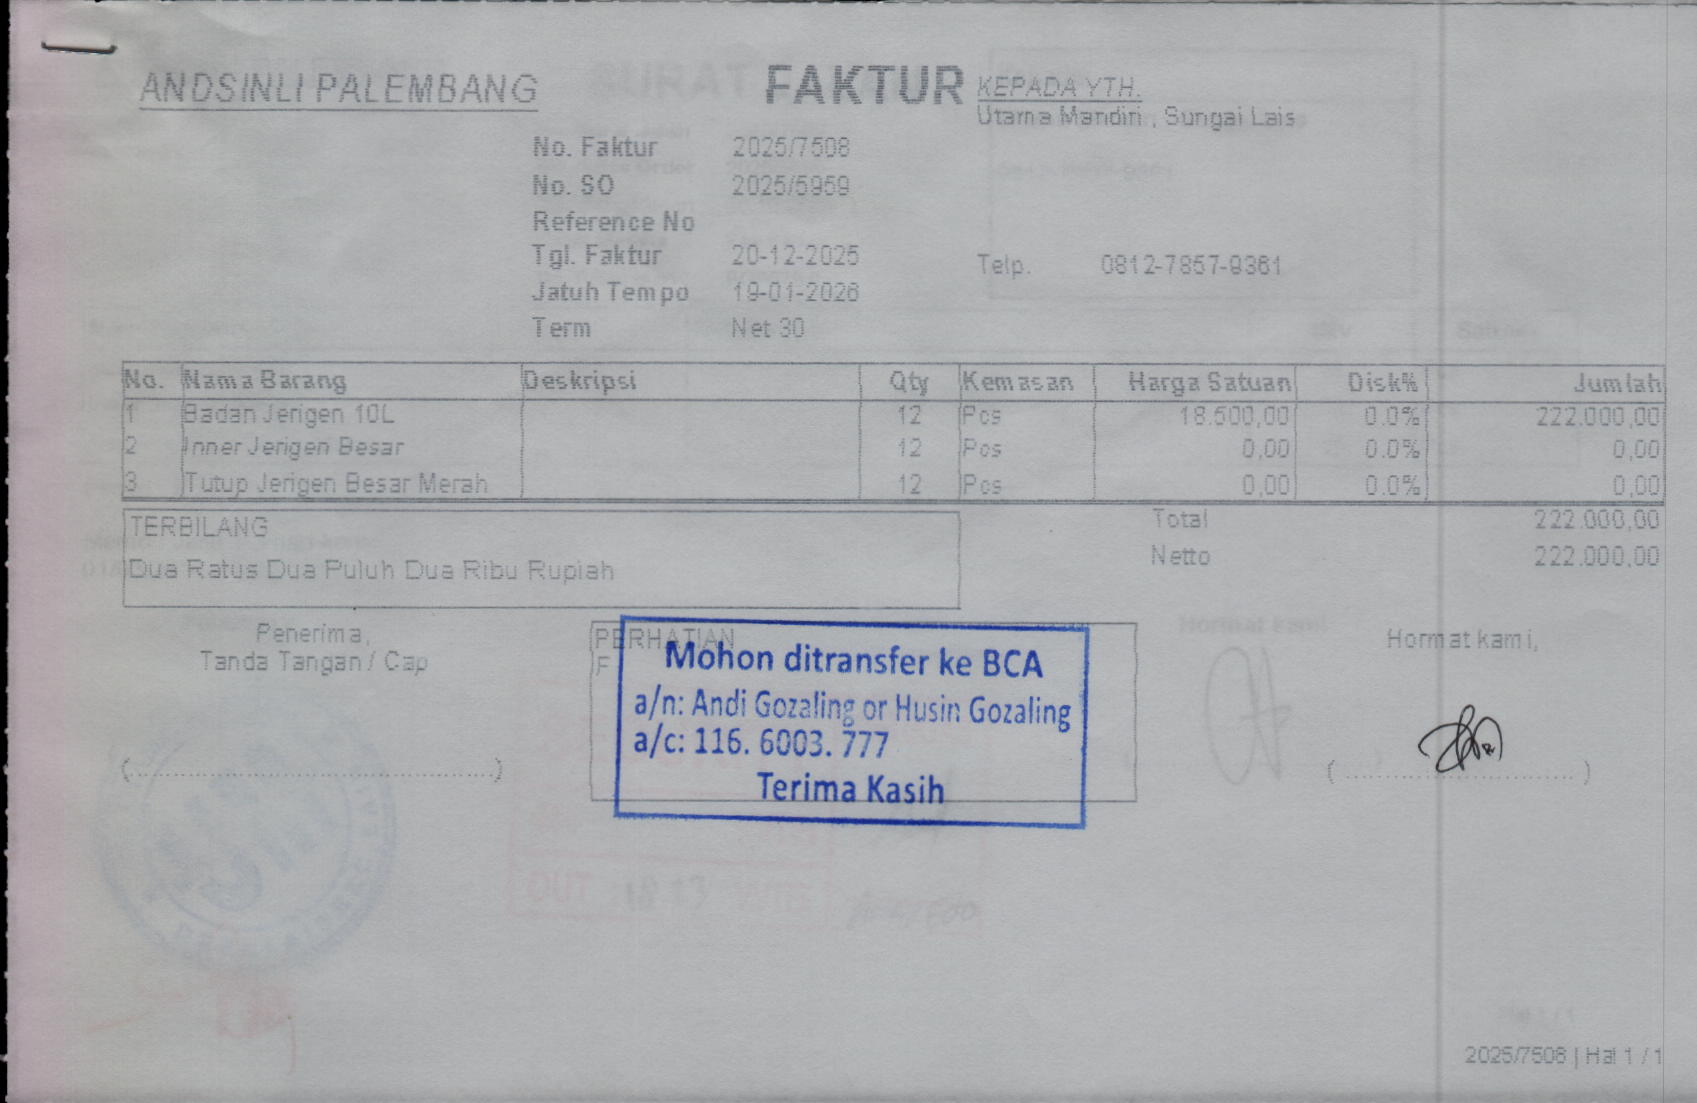 ANDSINLI PALEMBANG
FAKTUR
KEPADA YTH.
Utama Mandiri , Sungai Lais
No. Faktur 2025/7508
No. SO 2025/5959
Reference No
Tgl. Faktur 20-12-2025
Telp. 0812-7857-9361
Jatuh Tempo 19-01-2026
Term Net 30
No. Nama Barang Deskripsi Qty Kemasan Harga Satuan Disk% Jumlah
1 Badan Jerigen 10L 12 Pcs 18.500,00 0.0% 222.000,00
2 Inner Jerigen Besar 12 Pcs 0,00 0.0% 0,00
3 Tutup Jerigen Besar Merah 12 Pcs 0,00 0.0% 0,00
TERBILANG
Dua Ratus Dua Puluh Dua Ribu Rupiah
Total 222.000,00
Netto 222.000,00
Penerima,
Tanda Tangan / Cap
PERHATIAN
Mohon ditransfer ke BCA
a/n: Andi Gozaling or Husin Gozaling
a/c: 116. 6003. 777
Terima Kasih
Hormat kami,
2025/7508 | Hal 1 / 1